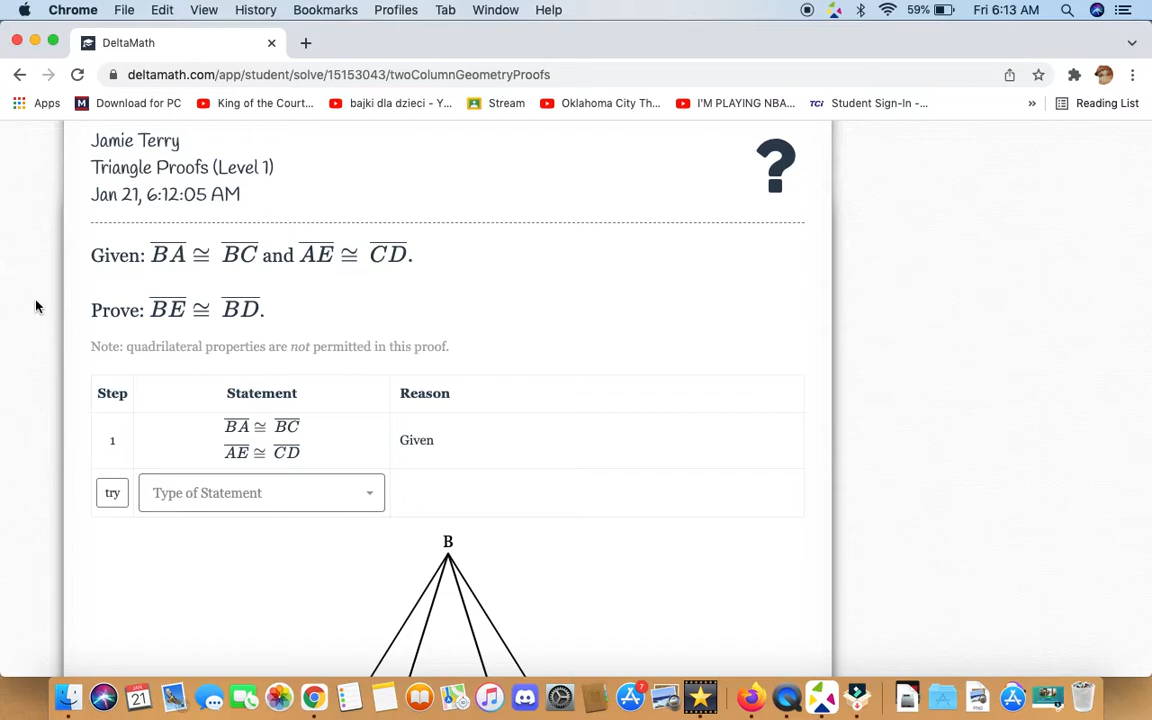 Chrome File Edit View History Bookmarks Profiles Tab Window Help 59% Fri 6:13 AM
DeltaMath
deltamath.com/app/student/solve/15153043/twoColumnGeometryProofs
Apps Download for PC King of the Court... bajki dla dzieci - Y... Stream Oklahoma City Th... I'M PLAYING NBA... TCi Student Sign-In -... » Reading List
Jamie Terry
Triangle Proofs (Level 1)
Jan 21, 6:12:05 AM
?
Given: BA ≅ BC and AE ≅ CD.
Prove: BE ≅ BD.
Note: quadrilateral properties are not permitted in this proof.
Step Statement Reason
BA ≅ BC
1 Given
AE ≅ CD
try Type of Statement
B
JAN 21 7